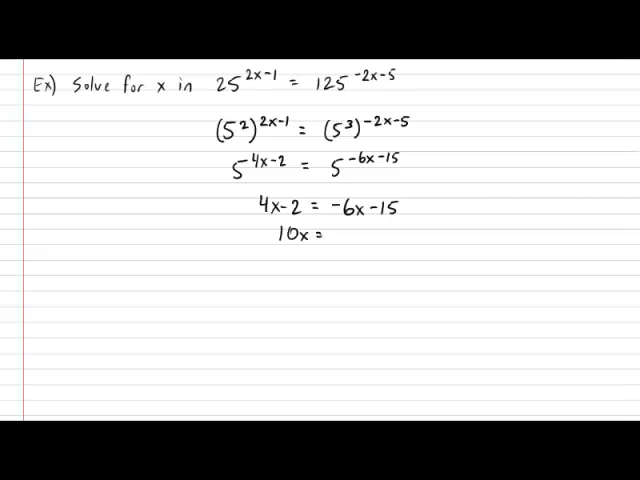 Ex) Solve for x in 25^(2x-1) = 125^(-2x-5)
(5^2)^(2x-1) = (5^3)^(-2x-5)
5^(4x-2) = 5^(-6x-15)
4x-2 = -6x-15
10x =